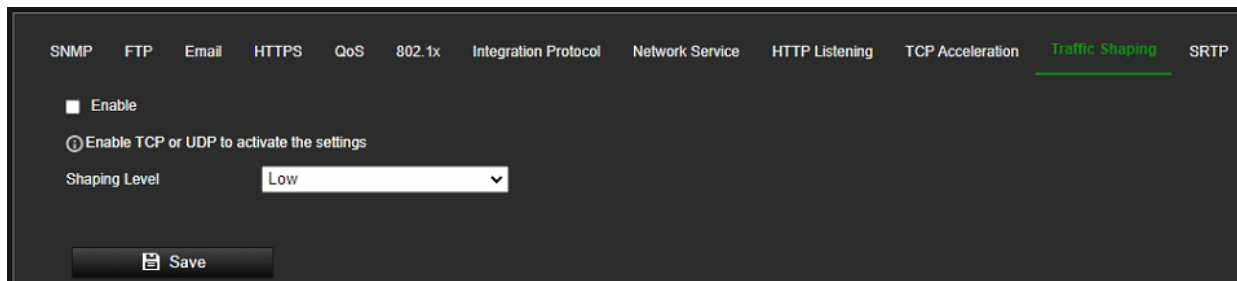 SNMP FTP Email HTTPS QoS 802.1x Integration Protocol Network Service HTTP Listening TCP Acceleration Traffic Shaping SRTP
Enable
Enable TCP or UDP to activate the settings
Shaping Level Low
Save